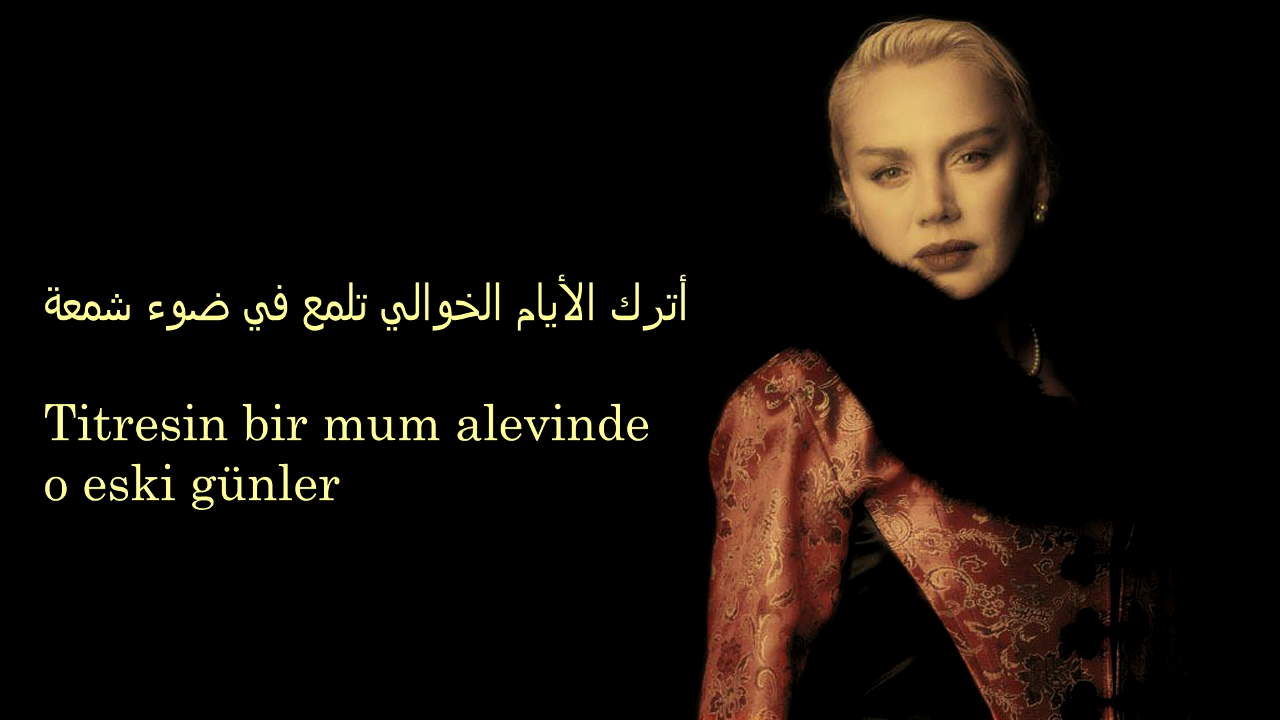 أترك الأيام الخوالي تلمع في ضوء شمعة
Titresin bir mum alevinde
o eski günler